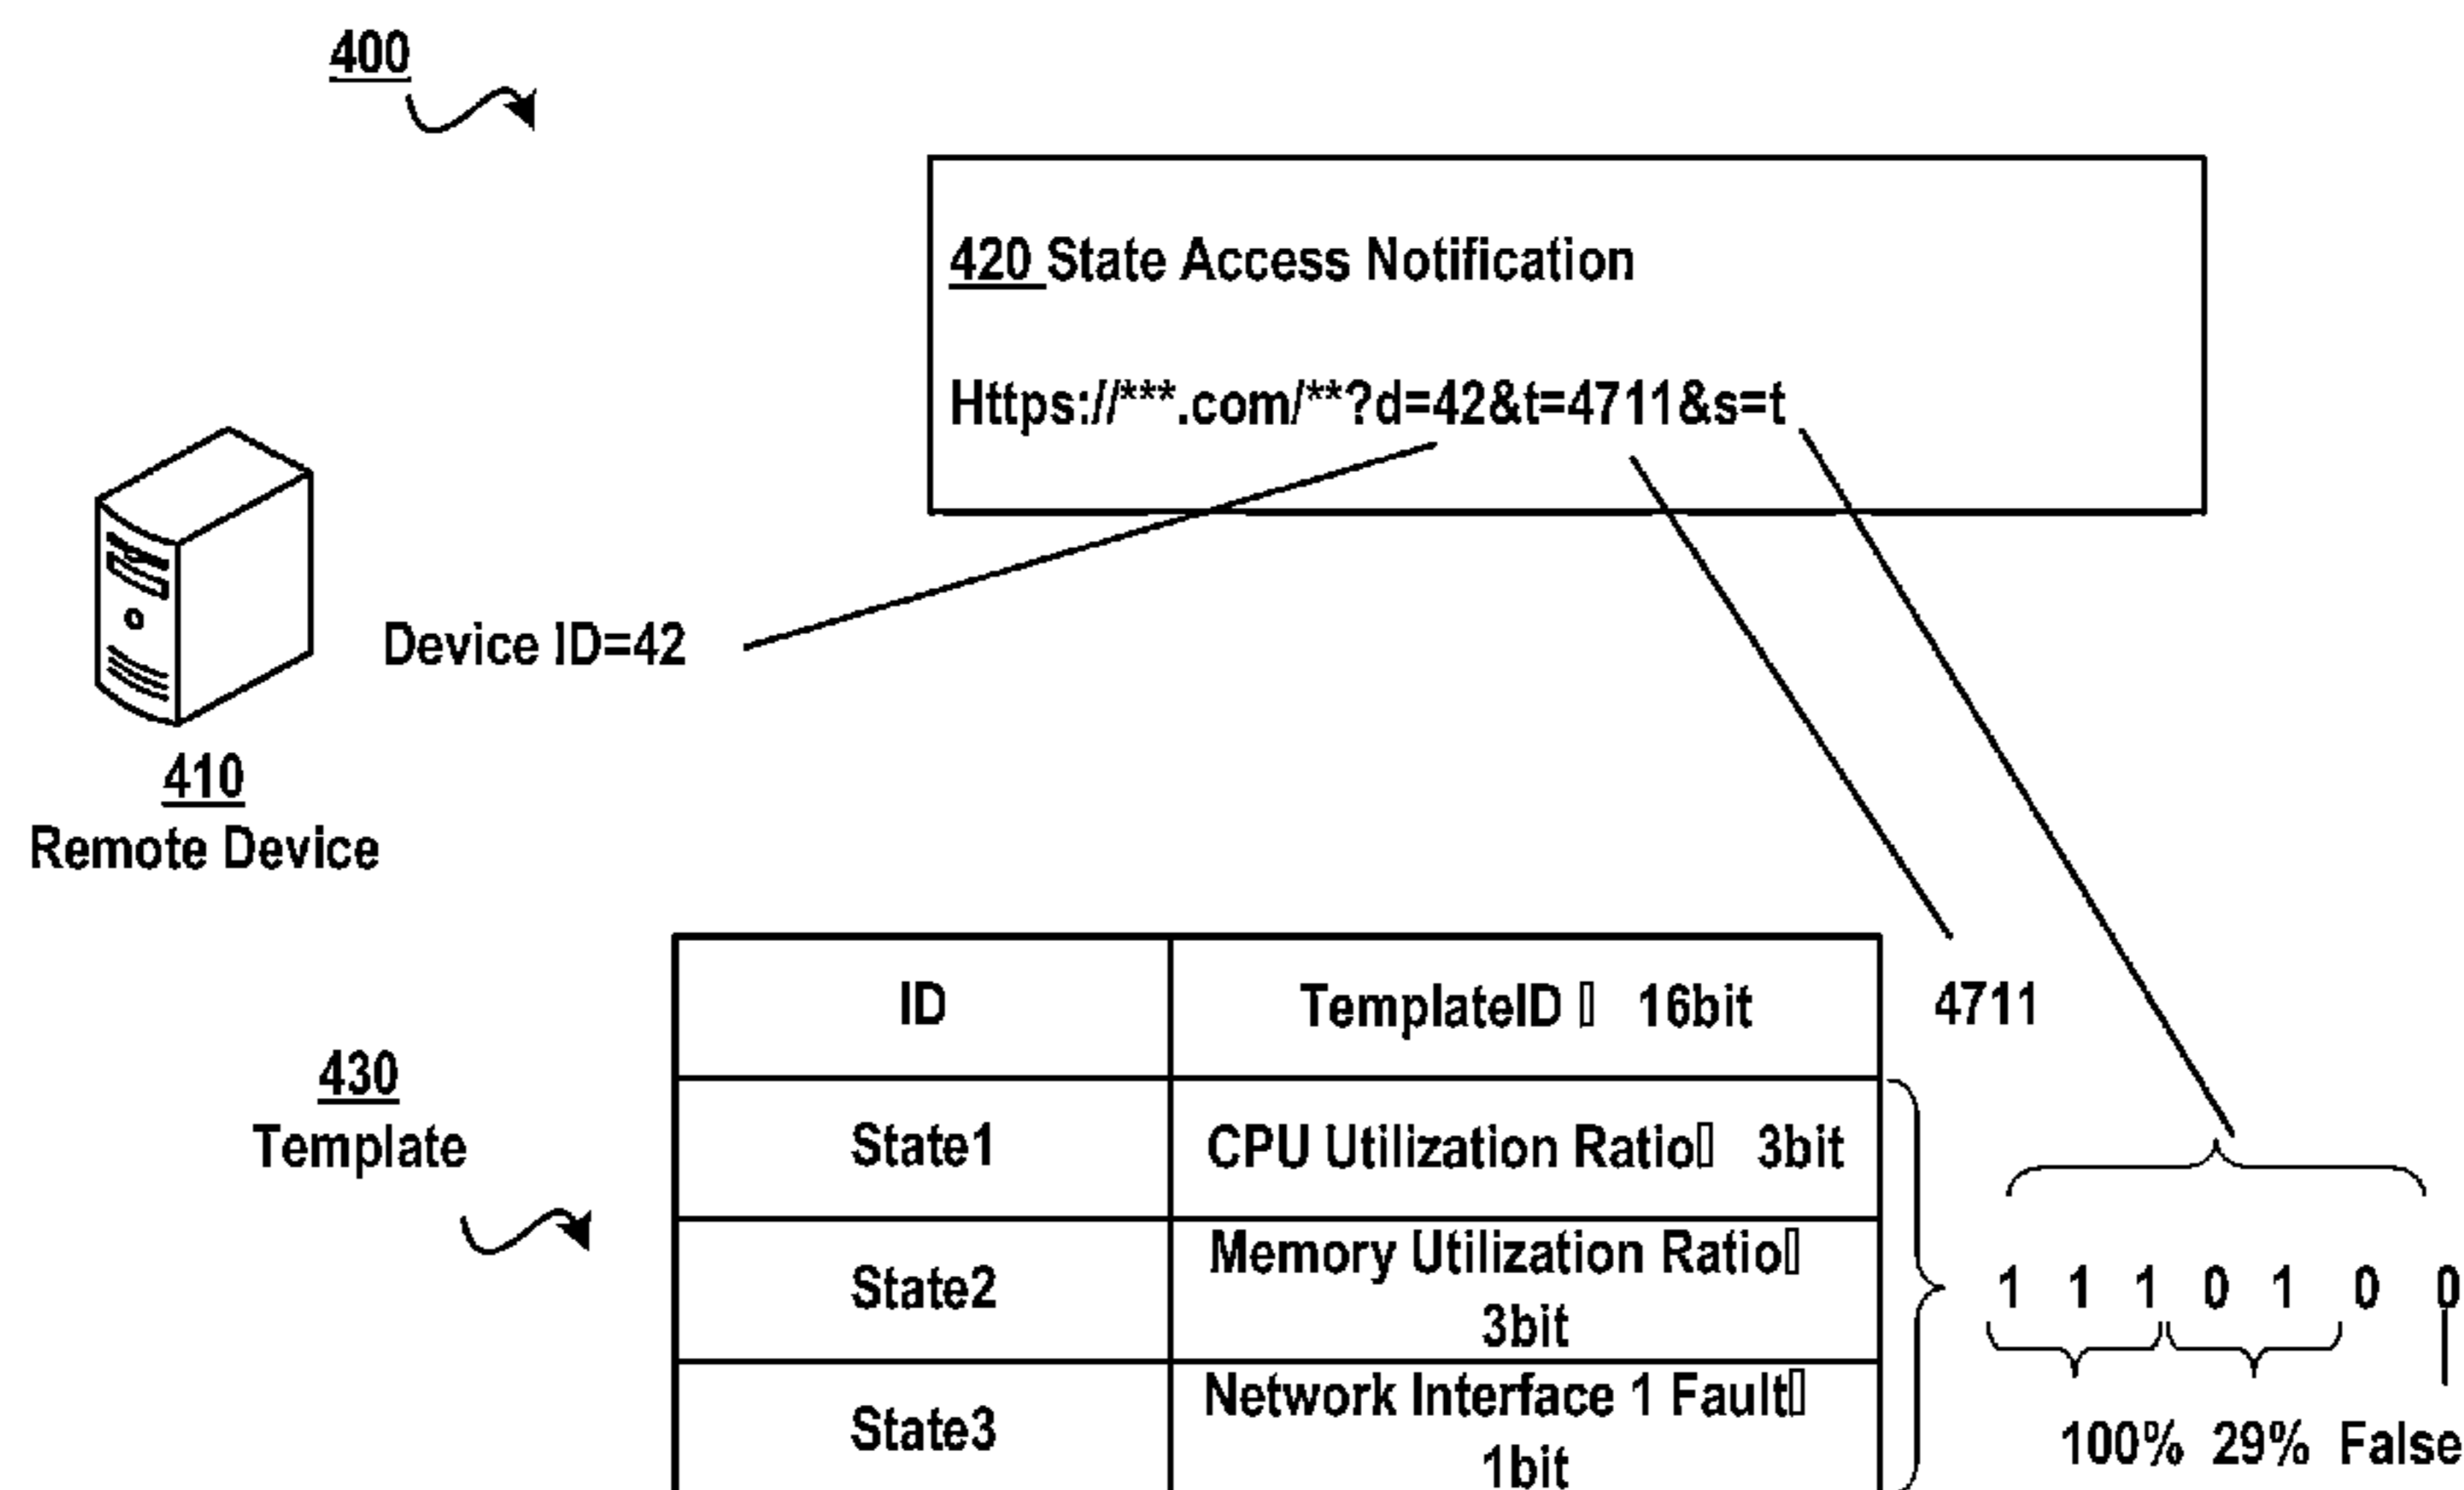 400
420 State Access Notification
Https://***.com/**?d=42&t=4711&s=t
Device ID=42
410
Remote Device
ID
TemplateID 16bit
4711
430
Template
State1
CPU Utilization Ratio 3bit
State2
Memory Utilization Ratio
3bit
State3
Network Interface 1 Fault
1bit
1 1 1 0 1 0 0
100% 29% False